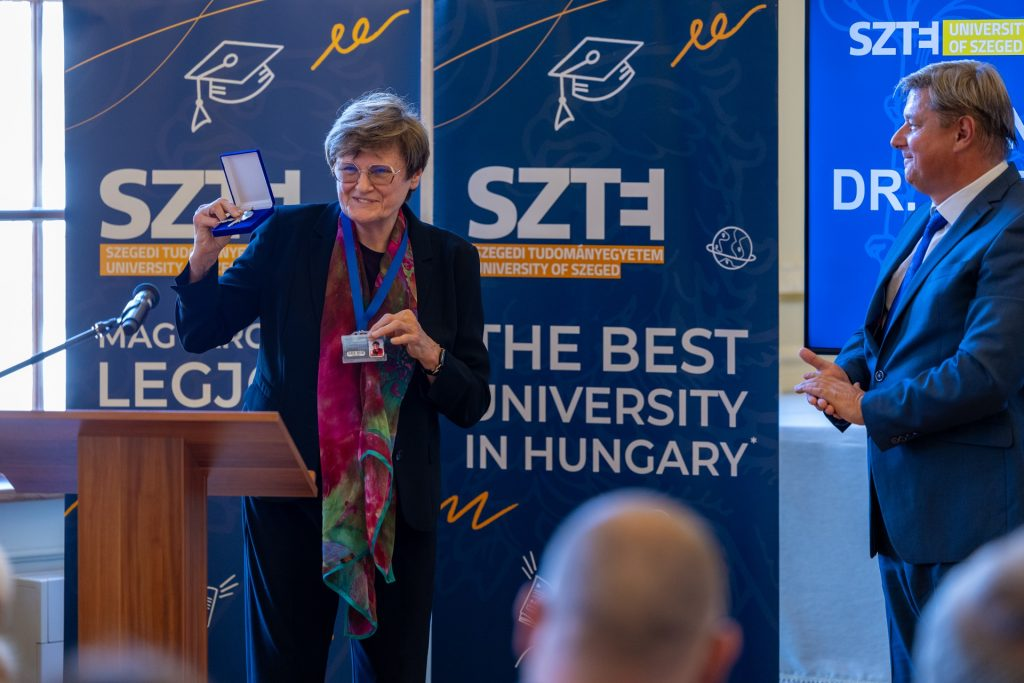 SZTE
SZEGEDI TUDOMÁNYEGYETEM
UNIVERSITY OF SZEGED
LEGJ
SZTE
SZEGEDI TUDOMÁNYEGYETEM
UNIVERSITY OF SZEGED
THE BEST
UNIVERSITY
IN HUNGARY*
SZTE UNIVERSITY
OF SZEGED
DR.